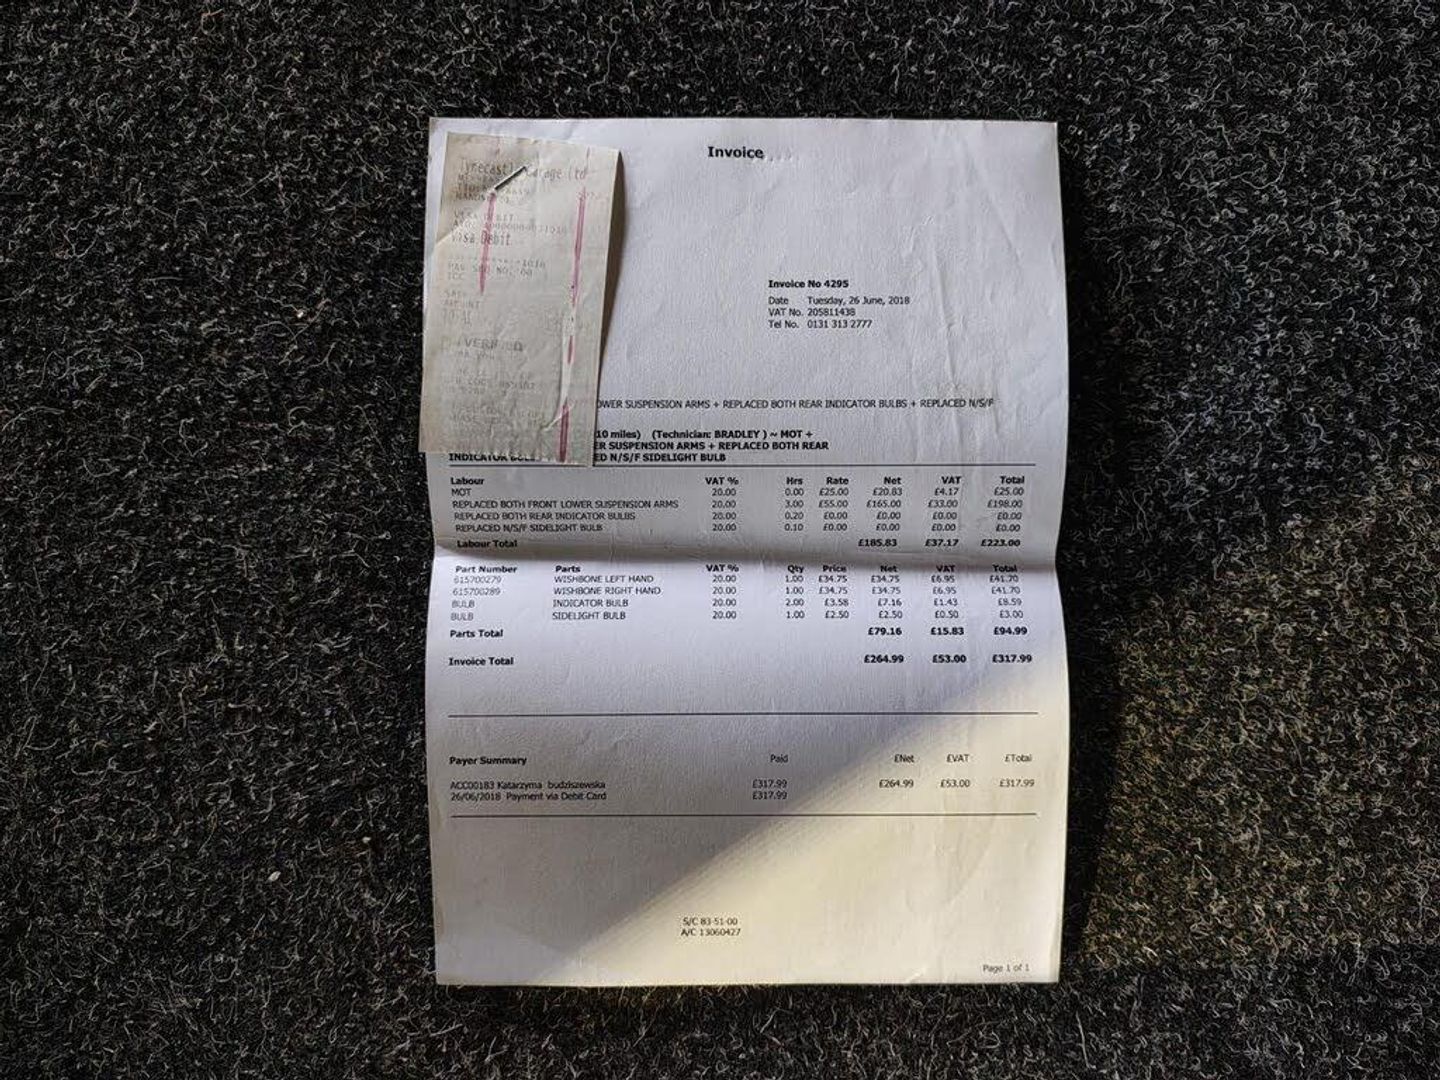 Invoice
Garage Ltd
VISA DEBIT
Visa Debit
Invoice No 4295
Date Tuesday, 26 June, 2018
VAT No. 205811438
Tel No. 0131 313 2777
SUSPENSION ARMS + REPLACED BOTH REAR INDICATOR BULBS + REPLACED N/S/F
10 miles) (Technician: BRADLEY ) ~ MOT +
SUSPENSION ARMS + REPLACED BOTH REAR
INDICATOR N/S/F SIDELIGHT BULB
Labour VAT % Hrs Rate Net VAT Total
MOT 20.00 0.00 £25.00 £20.83 £4.17 £25.00
REPLACED BOTH FRONT LOWER SUSPENSION ARMS 20.00 3.00 £55.00 £165.00 £33.00 £198.00
REPLACED BOTH REAR INDICATOR BULBS 20.00 0.20 £0.00 £0.00 £0.00 £0.00
REPLACED N/S/F SIDELIGHT BULB 20.00 0.10 £0.00 £0.00 £0.00 £0.00
Labour Total £185.83 £37.17 £223.00
Part Number Parts VAT % Qty Price Net VAT Total
615700279 WISHBONE LEFT HAND 20.00 1.00 £34.75 £34.75 £6.95 £41.70
615700289 WISHBONE RIGHT HAND 20.00 1.00 £34.75 £34.75 £6.95 £41.70
BULB INDICATOR BULB 20.00 2.00 £3.58 £7.16 £1.43 £8.59
BULB SIDELIGHT BULB 20.00 1.00 £2.50 £2.50 £0.50 £3.00
Parts Total £79.16 £15.83 £94.99
Invoice Total £264.99 £53.00 £317.99
Payer Summary Paid £Net £VAT £Total
ACC00183 Katarzyma budziszewska £317.99 £264.99 £53.00 £317.99
26/06/2018 Payment via Debit Card £317.99
S/C 83-51-00
A/C 13060427
Page 1 of 1